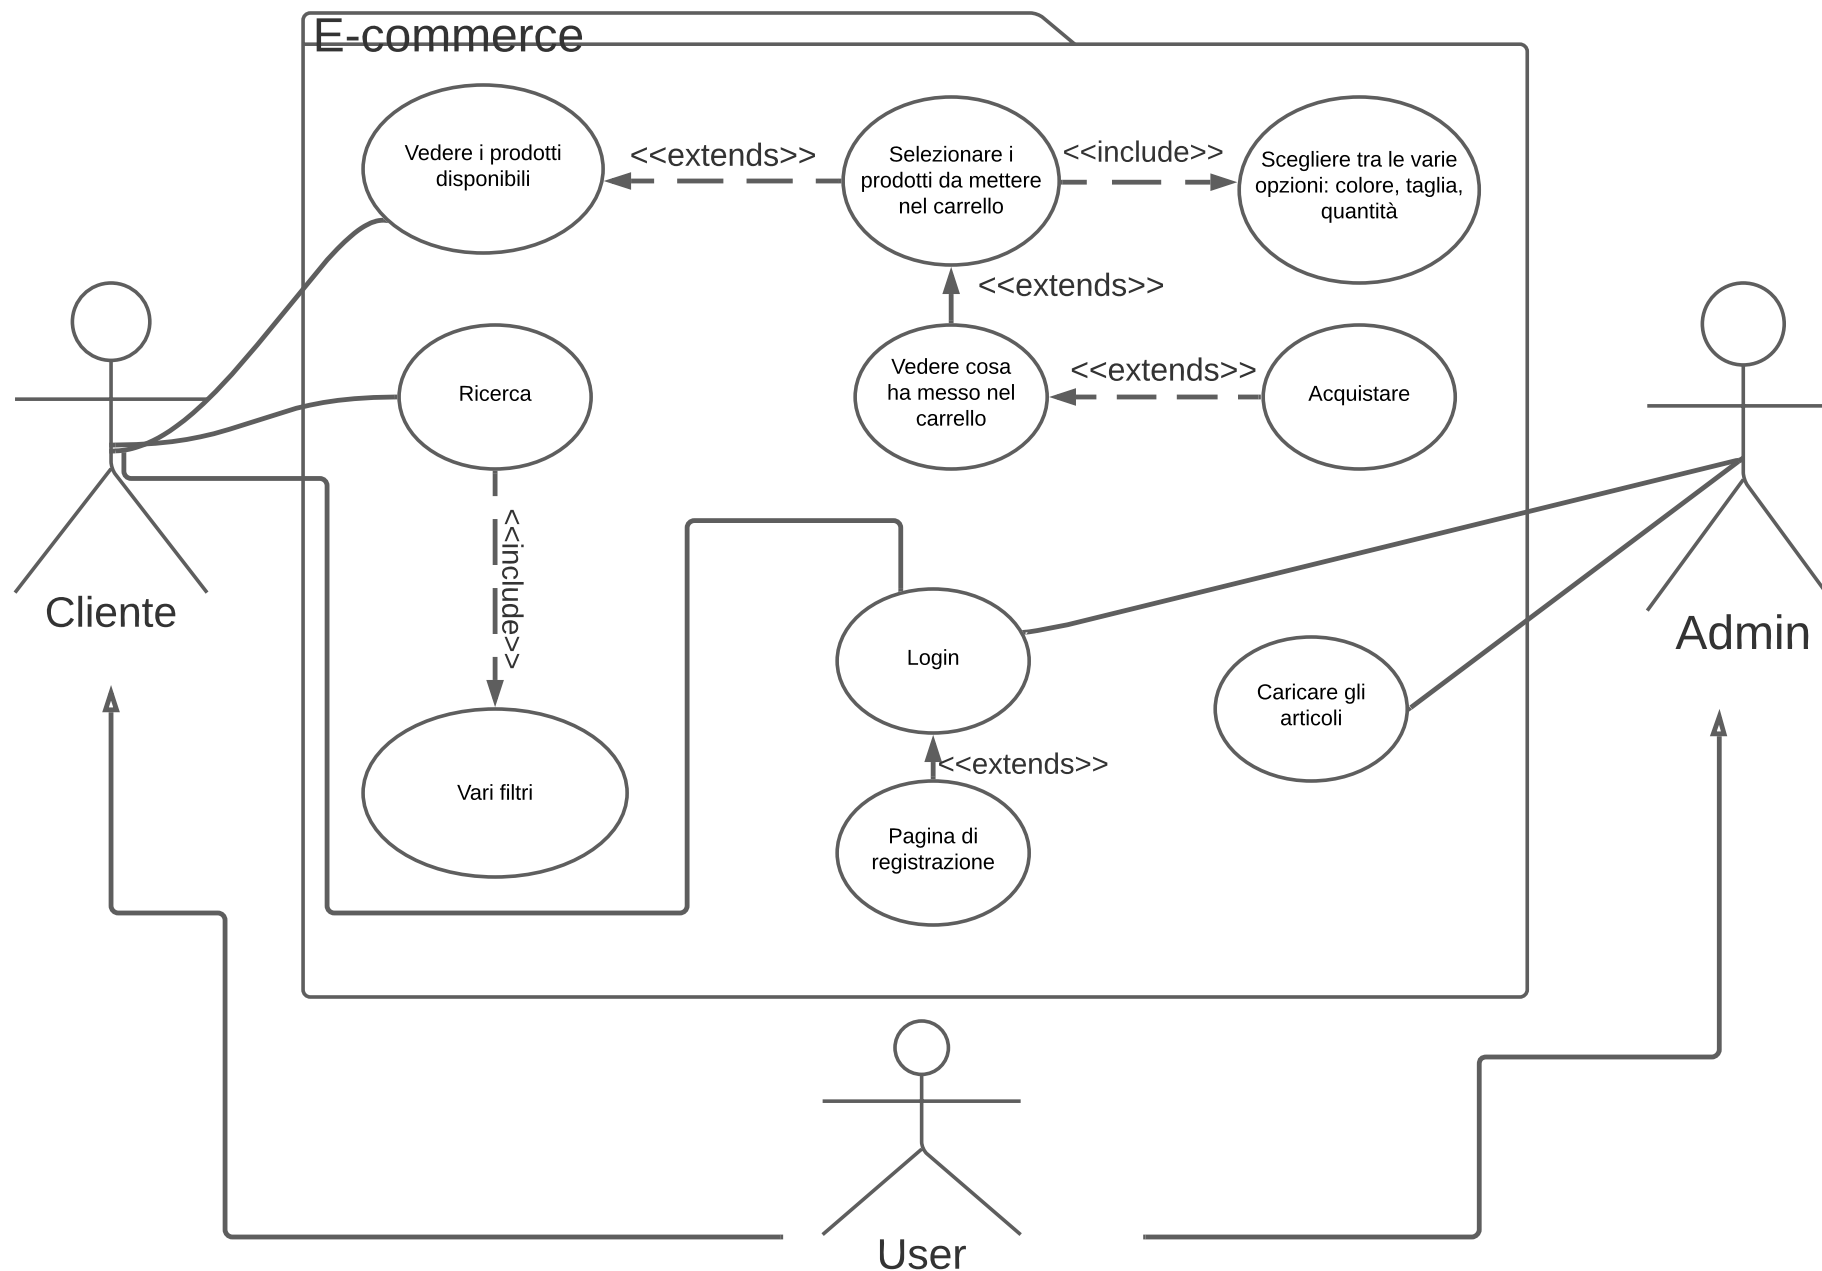 E-commerce
Vedere i prodotti
disponibili
<<extends>>
Selezionare i
prodotti da mettere
nel carrello
<<include>>
Scegliere tra le varie
opzioni: colore, taglia,
quantità
<<extends>>
Ricerca
Vedere cosa
ha messo nel
carrello
<<extends>>
Acquistare
<<include>>
Cliente
Login
Admin
Caricare gli
articoli
<<extends>>
Vari filtri
Pagina di
registrazione
User